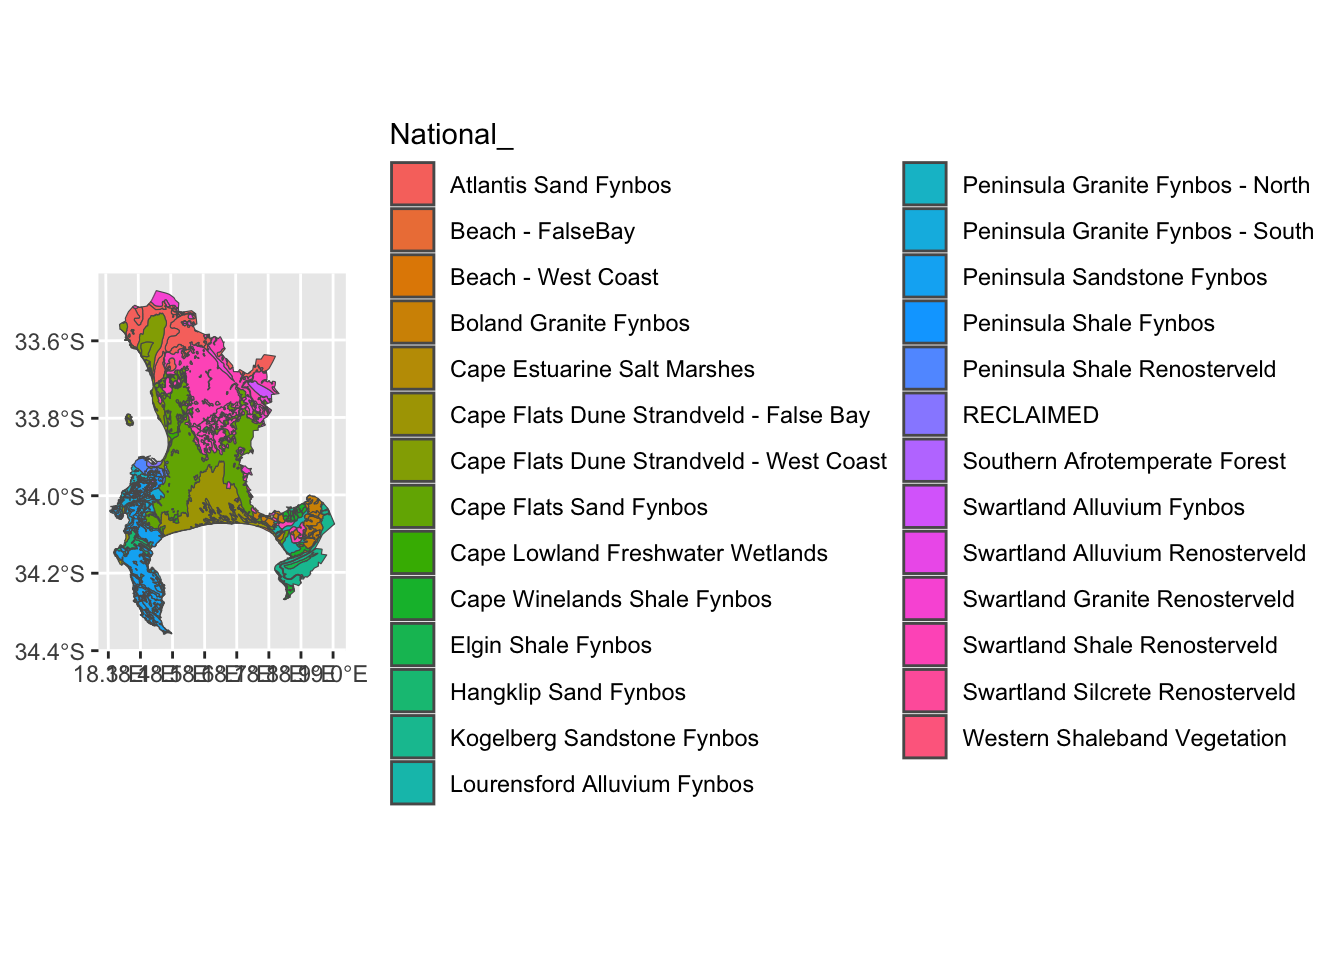 National_
Atlantis Sand Fynbos
Beach - FalseBay
Beach - West Coast
Boland Granite Fynbos
Cape Estuarine Salt Marshes
Cape Flats Dune Strandveld - False Bay
Cape Flats Dune Strandveld - West Coast
Cape Flats Sand Fynbos
Cape Lowland Freshwater Wetlands
Cape Winelands Shale Fynbos
Elgin Shale Fynbos
Hangklip Sand Fynbos
Kogelberg Sandstone Fynbos
Lourensford Alluvium Fynbos
Peninsula Granite Fynbos - North
Peninsula Granite Fynbos - South
Peninsula Sandstone Fynbos
Peninsula Shale Fynbos
Peninsula Shale Renosterveld
RECLAIMED
Southern Afrotemperate Forest
Swartland Alluvium Fynbos
Swartland Alluvium Renosterveld
Swartland Granite Renosterveld
Swartland Shale Renosterveld
Swartland Silcrete Renosterveld
Western Shaleband Vegetation
33.6°S
33.8°S
34.0°S
34.2°S
34.4°S